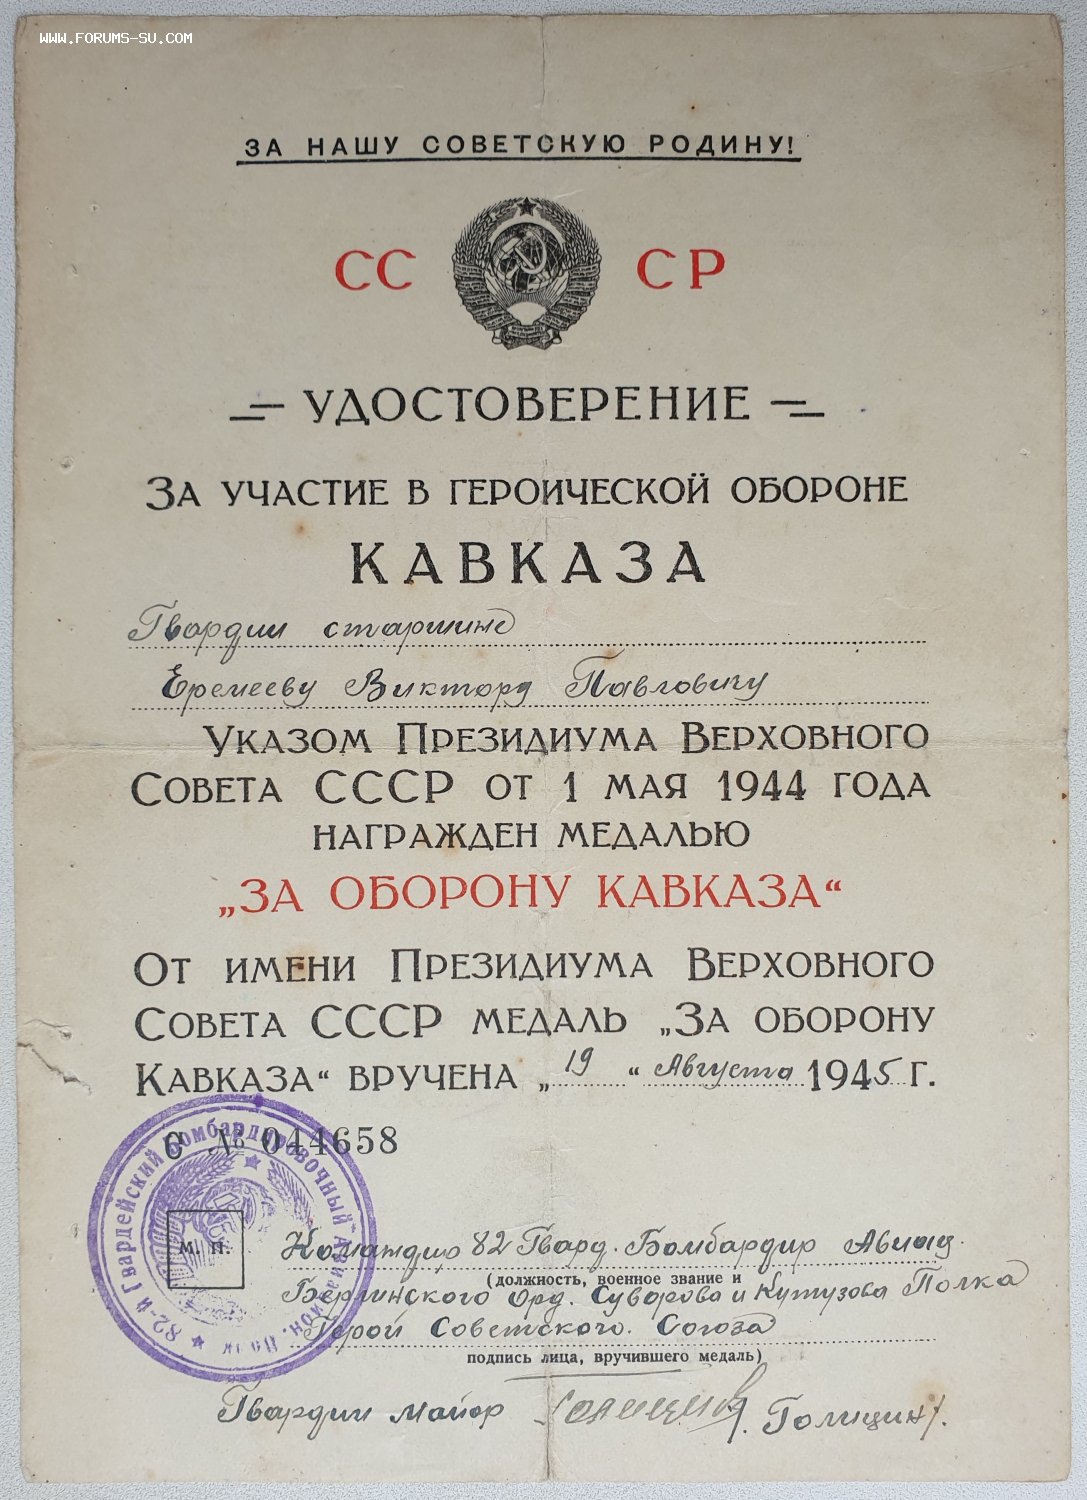 WWW.FORUMS-SU.COM
ЗА НАШУ СОВЕТСКУЮ РОДИНУ!
СС СР
УДОСТОВЕРЕНИЕ
ЗА УЧАСТИЕ В ГЕРОИЧЕСКОЙ ОБОРОНЕ
КАВКАЗА
Гвардии старшине
Еремееву Виктору Павловичу
УКАЗОМ ПРЕЗИДИУМА ВЕРХОВНОГО
СОВЕТА СССР ОТ 1 МАЯ 1944 ГОДА
НАГРАЖДЕН МЕДАЛЬЮ
„ЗА ОБОРОНУ КАВКАЗА“
ОТ ИМЕНИ ПРЕЗИДИУМА ВЕРХОВНОГО
СОВЕТА СССР МЕДАЛЬ „ЗА ОБОРОНУ
КАВКАЗА“ ВРУЧЕНА „19“ Августа 1945 Г.
С № 044658
82-й Гвардейский Бомбардировочный Авиацион. Полк
М. П.
Командир 82 Гвард. Бомбардир Авиац.
(должность, военное звание и
Берлинского Орд. Суворова и Кутузова Полка
Герой Советского Союза
подпись лица, вручившего медаль)
Гвардии майор Голицин /.